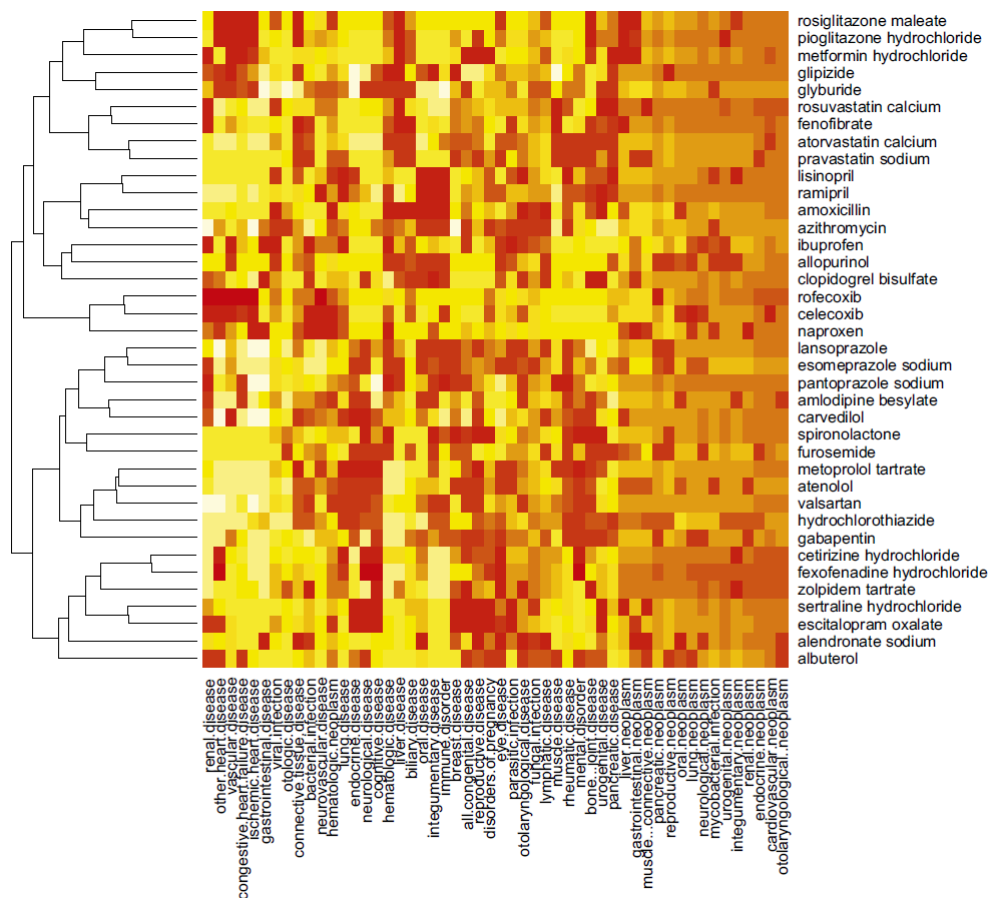 rosiglitazone maleate
pioglitazone hydrochloride
metformin hydrochloride
glipizide
glyburide
rosuvastatin calcium
fenofibrate
atorvastatin calcium
pravastatin sodium
lisinopril
ramipril
amoxicillin
azithromycin
ibuprofen
allopurinol
clopidogrel bisulfate
rofecoxib
celecoxib
naproxen
lansoprazole
esomeprazole sodium
pantoprazole sodium
amlodipine besylate
carvedilol
spironolactone
furosemide
metoprolol tartrate
atenolol
valsartan
hydrochlorothiazide
gabapentin
cetirizine hydrochloride
fexofenadine hydrochloride
zolpidem tartrate
sertraline hydrochloride
escitalopram oxalate
alendronate sodium
albuterol
renal.disease
other.heart.disease
vascular.disease
congestive.heart.failure.disease
ischemic.heart.disease
gastrointestinal.disease
viral.infection
otologic.disease
connective.tissue.disease
bacterial.infection
neurovascular.disease
hematologic.neoplasm
lung.disease
endocrine.disease
neurological.disease
cognitive.disease
hematologic.disease
liver.disease
biliary.disease
oral.disease
integumentary.disease
immune.disorder
breast.disease
all.congenital.disease
reproductive.disease
disorders.of.pregnancy
eye.disease
parasitic.infection
otolaryngological.disease
fungal.infection
lymphatic.disease
muscle.disease
rheumatic.disease
mental.disorder
bone...joint.disease
urogenital.disease
pancreatic.disease
liver.neoplasm
gastrointestinal.neoplasm
muscle...connective.neoplasm
pancreatic.neoplasm
reproductive.neoplasm
oral.neoplasm
lung.neoplasm
neurological.neoplasm
mycobacterial.infection
urogenital.neoplasm
integumentary.neoplasm
renal.neoplasm
endocrine.neoplasm
cardiovascular.neoplasm
otolaryngological..neoplasm